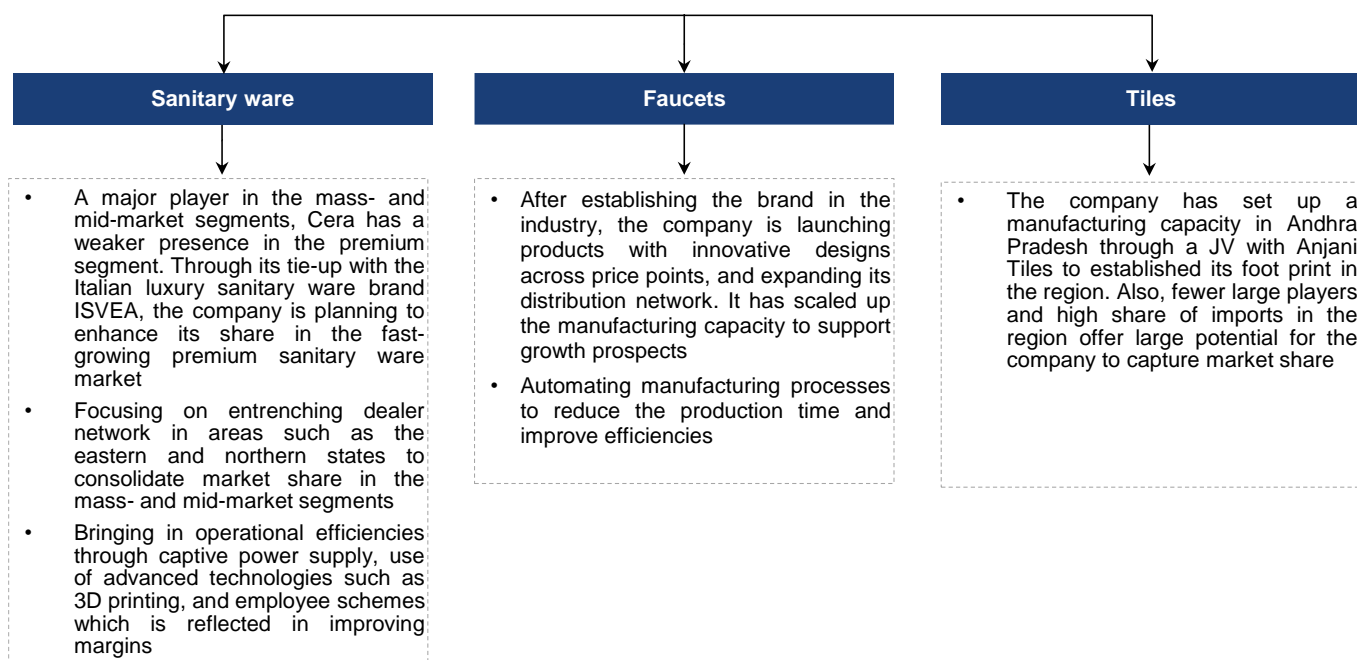 Sanitary ware
• A major player in the mass- and
mid-market segments, Cera has a
weaker presence in the premium
segment. Through its tie-up with the
Italian luxury sanitary ware brand
ISVEA, the company is planning to
enhance its share in the fast-
growing premium sanitary ware
market
• Focusing on entrenching dealer
network in areas such as the
eastern and northern states to
consolidate market share in the
mass- and mid-market segments
• Bringing in operational efficiencies
through captive power supply, use
of advanced technologies such as
3D printing, and employee schemes
which is reflected in improving
margins
Faucets
• After establishing the brand in the
industry, the company is launching
products with innovative designs
across price points, and expanding its
distribution network. It has scaled up
the manufacturing capacity to support
growth prospects
• Automating manufacturing processes
to reduce the production time and
improve efficiencies
Tiles
• The company has set up a
manufacturing capacity in Andhra
Pradesh through a JV with Anjani
Tiles to established its foot print in
the region. Also, fewer large players
and high share of imports in the
region offer large potential for the
company to capture market share